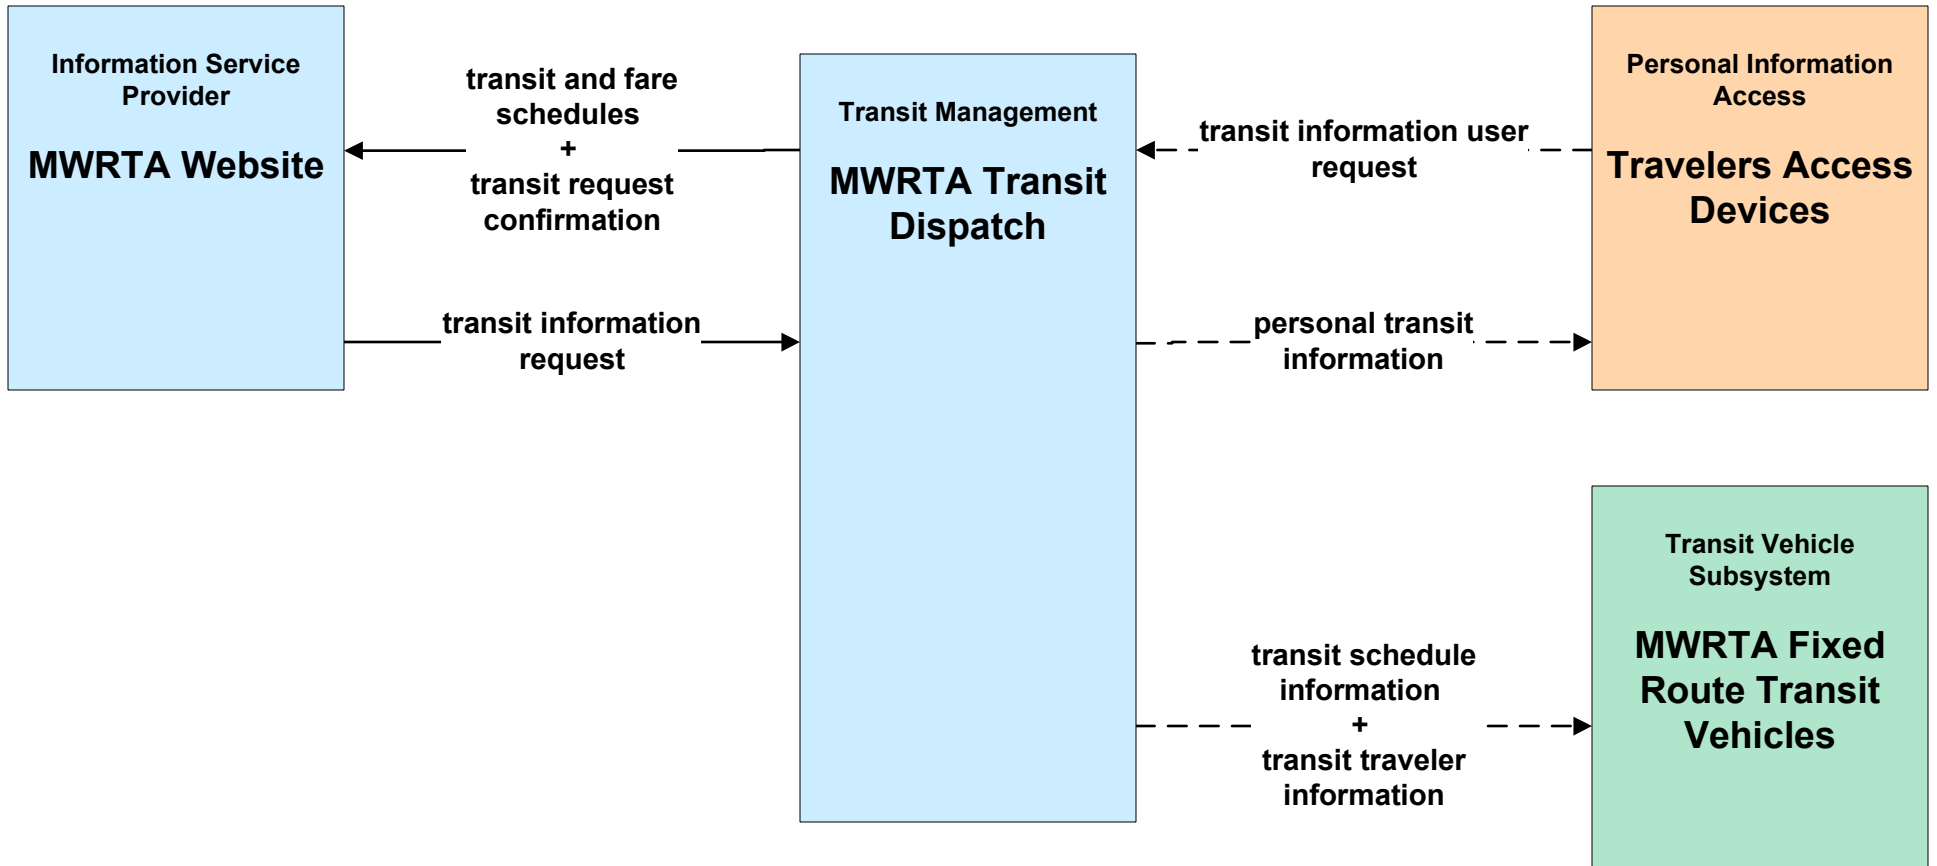 Information Service
Provider
MWRTA Website
transit and fare
schedules
+
transit request
confirmation
transit information
request
Transit Management
MWRTA Transit
Dispatch
transit information user
request
personal transit
information
transit schedule
information
+
transit traveler
information
Personal Information
Access
Travelers Access
Devices
Transit Vehicle
Subsystem
MWRTA Fixed
Route Transit
Vehicles